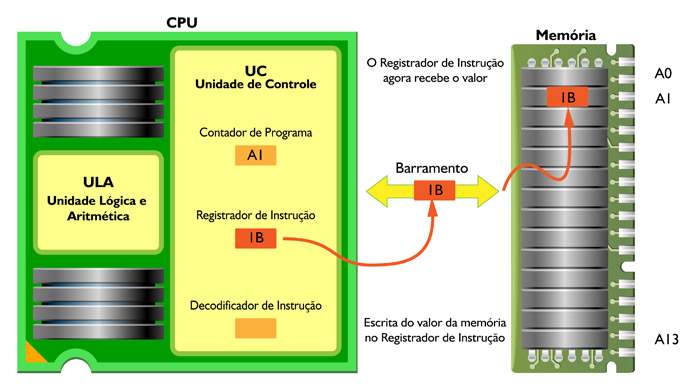 CPU
UC
Unidade de Controle
Contador de Programa
A1
ULA
Unidade Lógica e
Aritmética
Registrador de Instrução
1B
Decodificador de Instrução
O Registrador de Instrução
agora recebe o valor
Barramento
1B
Escrita do valor da memória
no Registrador de Instrução
Memória
1B
A0
A1
A13